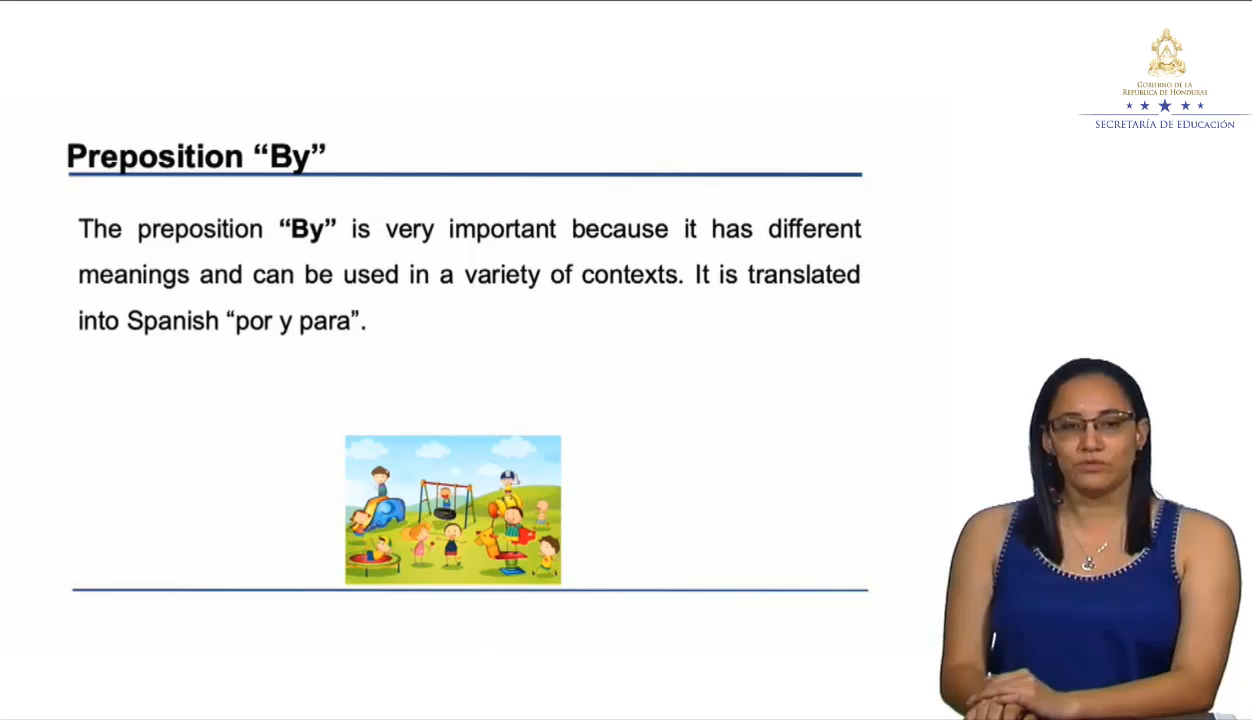 GOBIERNO DE LA
REPÚBLICA DE HONDURAS
SECRETARÍA DE EDUCACIÓN
Preposition “By”
The preposition “By” is very important because it has different
meanings and can be used in a variety of contexts. It is translated
into Spanish “por y para”.